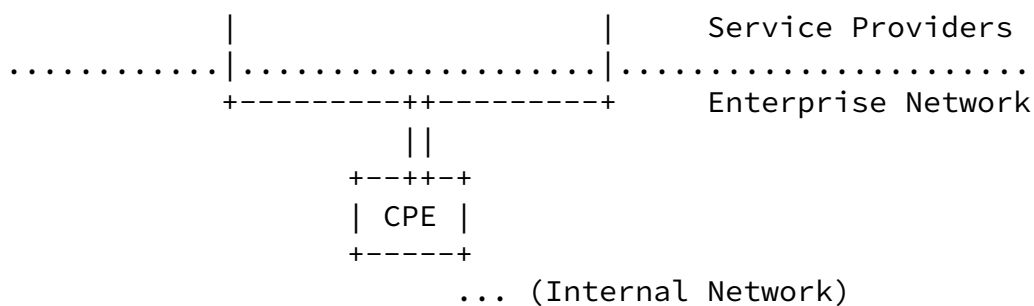 |                    |     Service Providers
............|....................|.......................
+---------++---------+     Enterprise Network
||
+--++-+
| CPE |
+-----+
... (Internal Network)